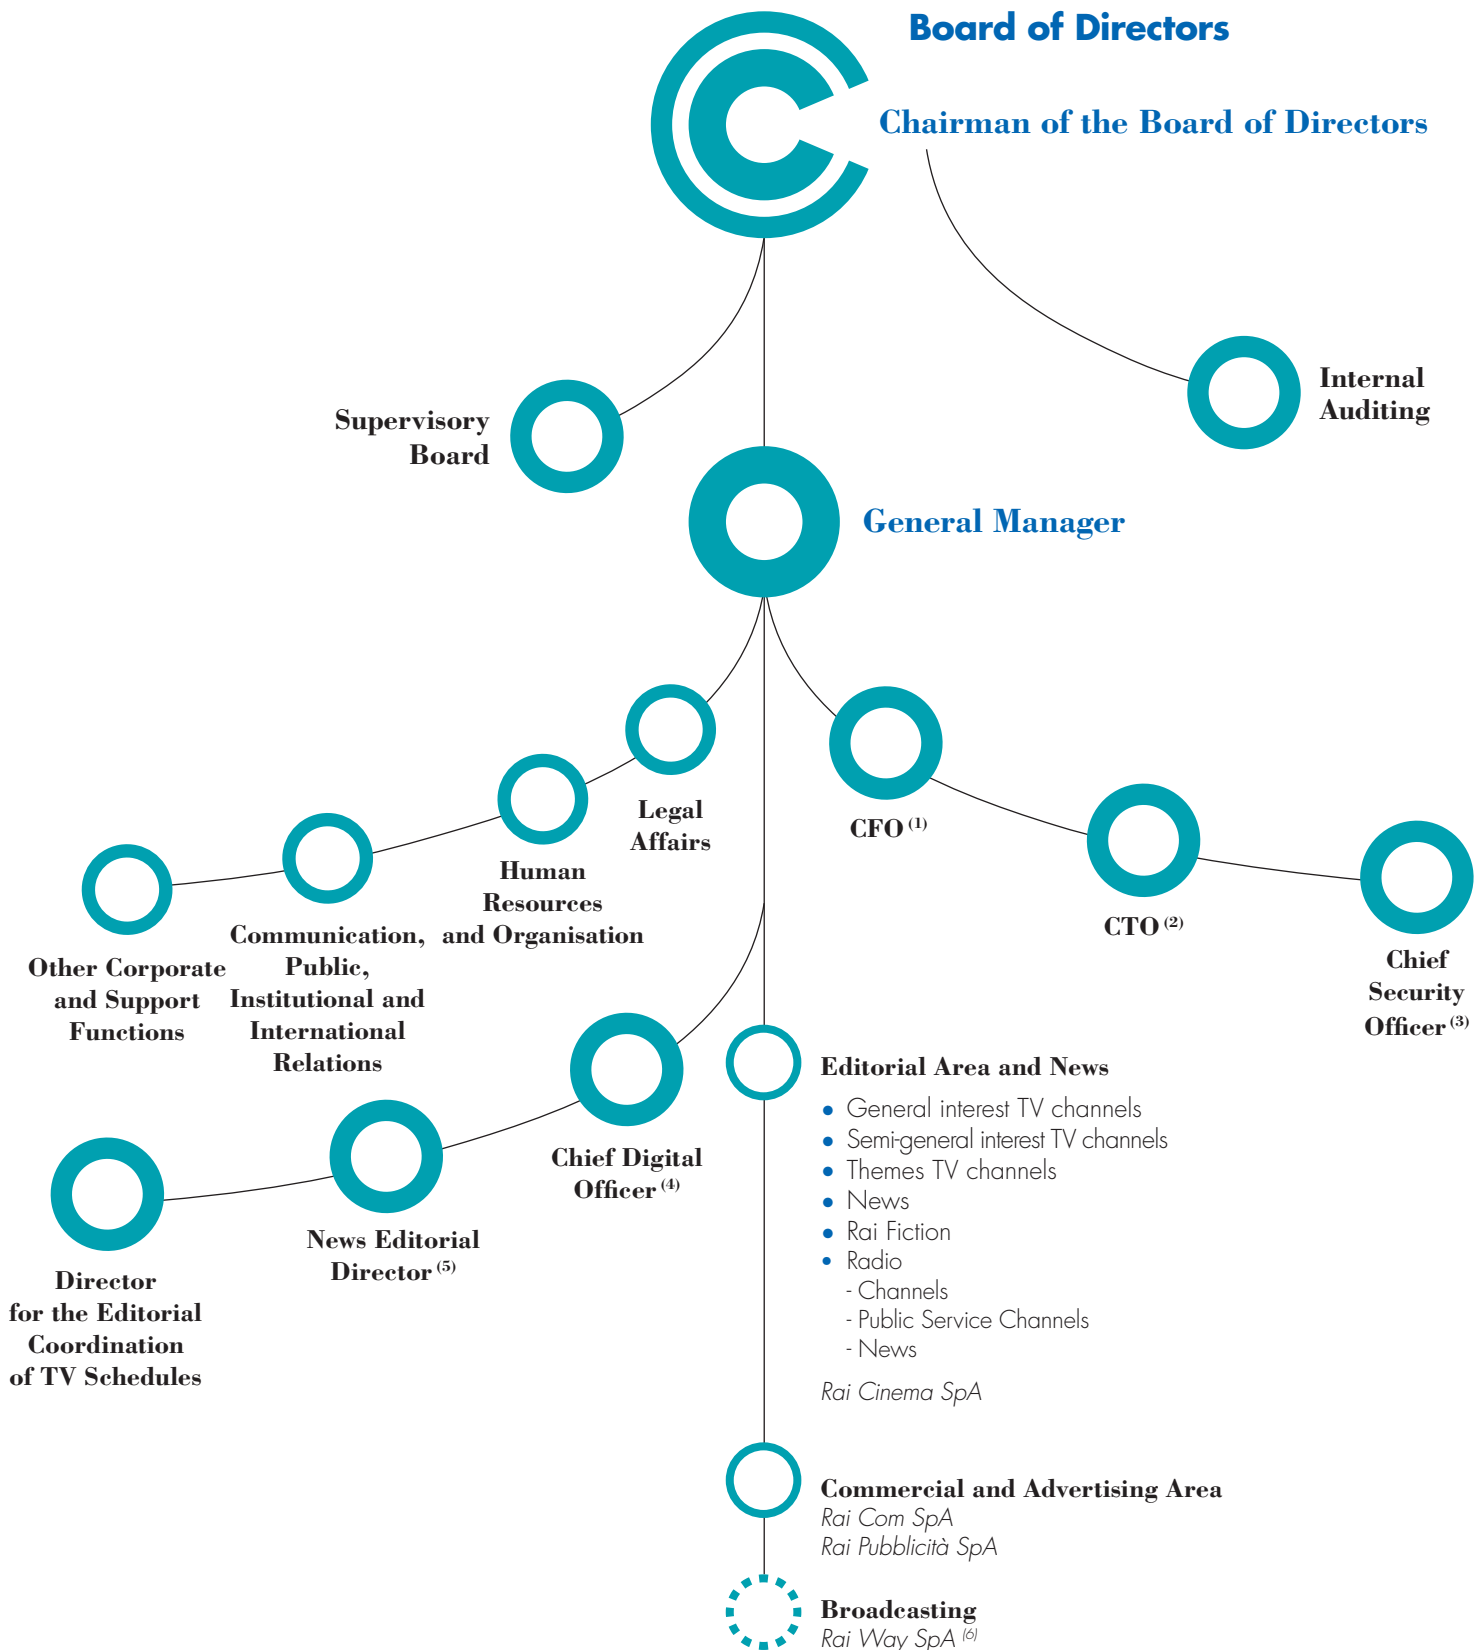 Board of Directors
Chairman of the Board of Directors
Internal
Auditing
Supervisory
Board
General Manager
Legal
Affairs
Human
Resources
and Organisation
Communication,
Public,
Institutional and
International
Relations
Other Corporate
and Support
Functions
CFO (1)
CTO (2)
Chief
Security
Officer (3)
Chief Digital
Officer (4)
News Editorial
Director (5)
Director
for the Editorial
Coordination
of TV Schedules
Editorial Area and News
• General interest TV channels
• Semi-general interest TV channels
• Themes TV channels
• News
• Rai Fiction
• Radio
- Channels
- Public Service Channels
- News
Rai Cinema SpA
Commercial and Advertising Area
Rai Com SpA
Rai Pubblicità SpA
Broadcasting
Rai Way SpA (6)